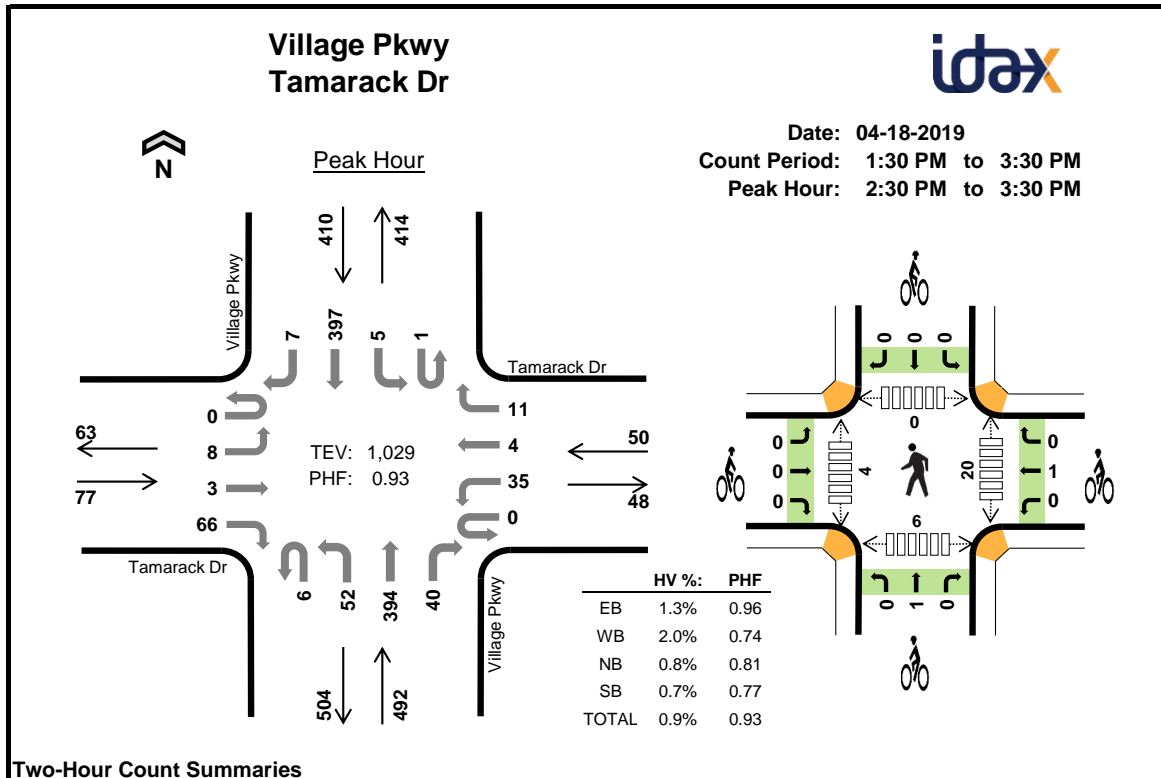 Village Pkwy
Tamarack Dr
idax
N
Peak Hour
Date: 04-18-2019
Count Period: 1:30 PM to 3:30 PM
Peak Hour: 2:30 PM to 3:30 PM
410
414
Village Pkwy
7
397
5
1
Tamarack Dr
0
8
3
66
63
77
TEV: 1,029
PHF: 0.93
11
4
35
0
50
48
Tamarack Dr
6
52
394
40
Village Pkwy
504
492
HV %: PHF
EB 1.3% 0.96
WB 2.0% 0.74
NB 0.8% 0.81
SB 0.7% 0.77
TOTAL 0.9% 0.93
0 0 0
0
0
0
0
4
20
0
1
0
6
0 1 0
Two-Hour Count Summaries